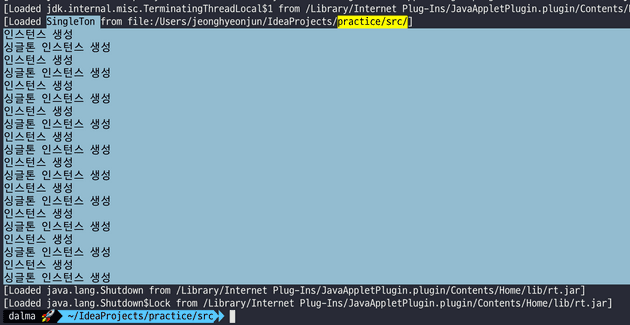 [Loaded jdk.internal.misc.TerminatingThreadLocal$1 from /Library/Internet Plug-Ins/JavaAppletPlugin.plugin/Contents/
[Loaded SingleTon from file:/Users/jeonghyeonjun/IdeaProjects/practice/src/]
인스턴스 생성
싱글톤 인스턴스 생성
인스턴스 생성
싱글톤 인스턴스 생성
인스턴스 생성
싱글톤 인스턴스 생성
인스턴스 생성
싱글톤 인스턴스 생성
인스턴스 생성
싱글톤 인스턴스 생성
인스턴스 생성
싱글톤 인스턴스 생성
인스턴스 생성
싱글톤 인스턴스 생성
인스턴스 생성
싱글톤 인스턴스 생성
인스턴스 생성
싱글톤 인스턴스 생성
인스턴스 생성
싱글톤 인스턴스 생성
[Loaded java.lang.Shutdown from /Library/Internet Plug-Ins/JavaAppletPlugin.plugin/Contents/Home/lib/rt.jar]
[Loaded java.lang.Shutdown$Lock from /Library/Internet Plug-Ins/JavaAppletPlugin.plugin/Contents/Home/lib/rt.jar]
dalma 🚀 ~/IdeaProjects/practice/src